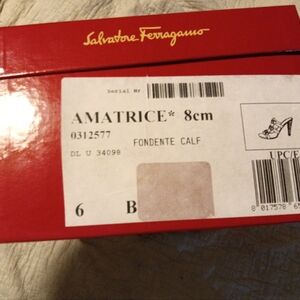 Salvatore Ferragamo
Serial Nr
AMATRICE* 8cm
0312577
FONDENTE CALF
DL U 34098
UPC/E
6 B
8 017578